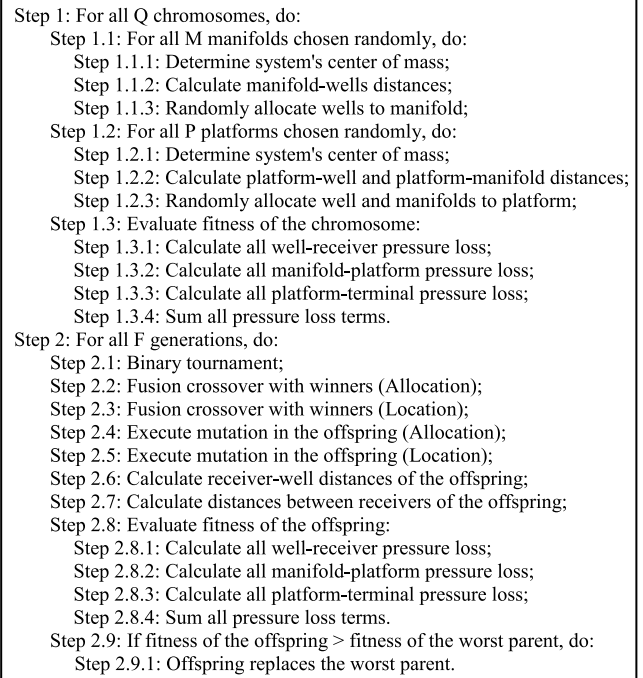 Step 1: For all Q chromosomes, do:
Step 1.1: For all M manifolds chosen randomly, do:
Step 1.1.1: Determine system's center of mass;
Step 1.1.2: Calculate manifold-wells distances;
Step 1.1.3: Randomly allocate wells to manifold;
Step 1.2: For all P platforms chosen randomly, do:
Step 1.2.1: Determine system's center of mass;
Step 1.2.2: Calculate platform-well and platform-manifold distances;
Step 1.2.3: Randomly allocate well and manifolds to platform;
Step 1.3: Evaluate fitness of the chromosome:
Step 1.3.1: Calculate all well-receiver pressure loss;
Step 1.3.2: Calculate all manifold-platform pressure loss;
Step 1.3.3: Calculate all platform-terminal pressure loss;
Step 1.3.4: Sum all pressure loss terms.
Step 2: For all F generations, do:
Step 2.1: Binary tournament;
Step 2.2: Fusion crossover with winners (Allocation);
Step 2.3: Fusion crossover with winners (Location);
Step 2.4: Execute mutation in the offspring (Allocation);
Step 2.5: Execute mutation in the offspring (Location);
Step 2.6: Calculate receiver-well distances of the offspring;
Step 2.7: Calculate distances between receivers of the offspring;
Step 2.8: Evaluate fitness of the offspring:
Step 2.8.1: Calculate all well-receiver pressure loss;
Step 2.8.2: Calculate all manifold-platform pressure loss;
Step 2.8.3: Calculate all platform-terminal pressure loss;
Step 2.8.4: Sum all pressure loss terms.
Step 2.9: If fitness of the offspring > fitness of the worst parent, do:
Step 2.9.1: Offspring replaces the worst parent.